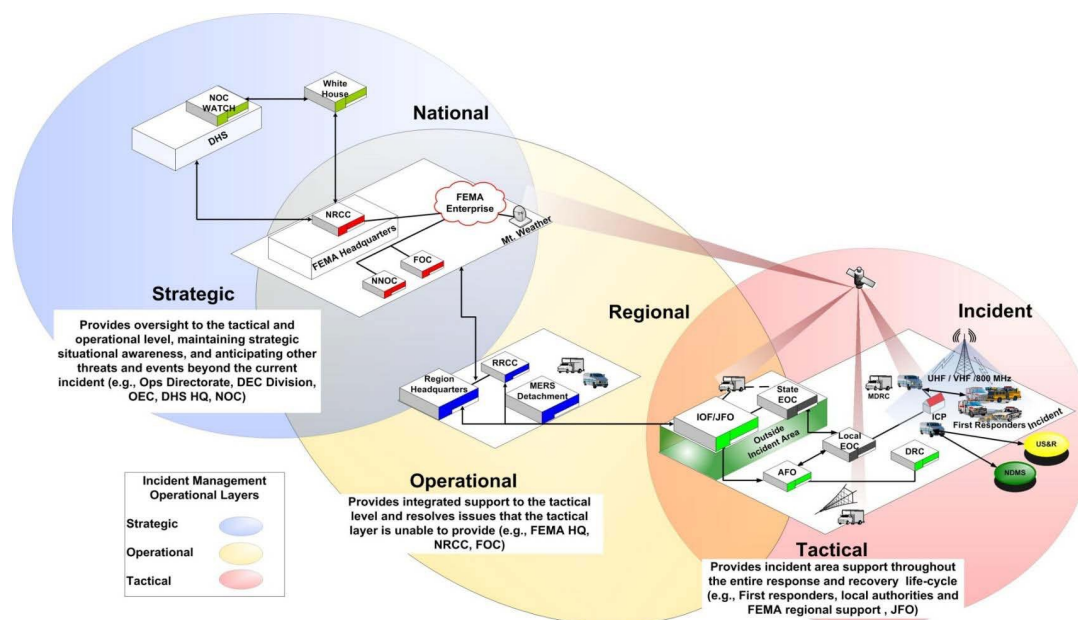 National
NOC
WATCH
White
House
DHS
NRCC
FEMA
Enterprise
Mt. Weather
FEMA Headquarters
FOC
NNOC
Strategic
Provides oversight to the tactical and
operational level, maintaining strategic
situational awareness, and anticipating other
threats and events beyond the current
incident (e.g., Ops Directorate, DEC Division,
OEC, DHS HQ, NOC)
Regional
RRCC
Region
Headquarters
MERS
Detachment
Operational
Provides integrated support to the tactical
level and resolves issues that the tactical
layer is unable to provide (e.g., FEMA HQ,
NRCC, FOC)
Incident
UHF / VHF /800 MHz
MDRC
State
EOC
IOF/JFO
ICP
First Responders
Incident
Outside
Incident Area
Local
EOC
DRC
AFO
US&R
NDMS
Tactical
Provides incident area support throughout
the entire response and recovery life-cycle
(e.g., First responders, local authorities and
FEMA regional support , JFO)
Incident Management
Operational Layers
Strategic
Operational
Tactical